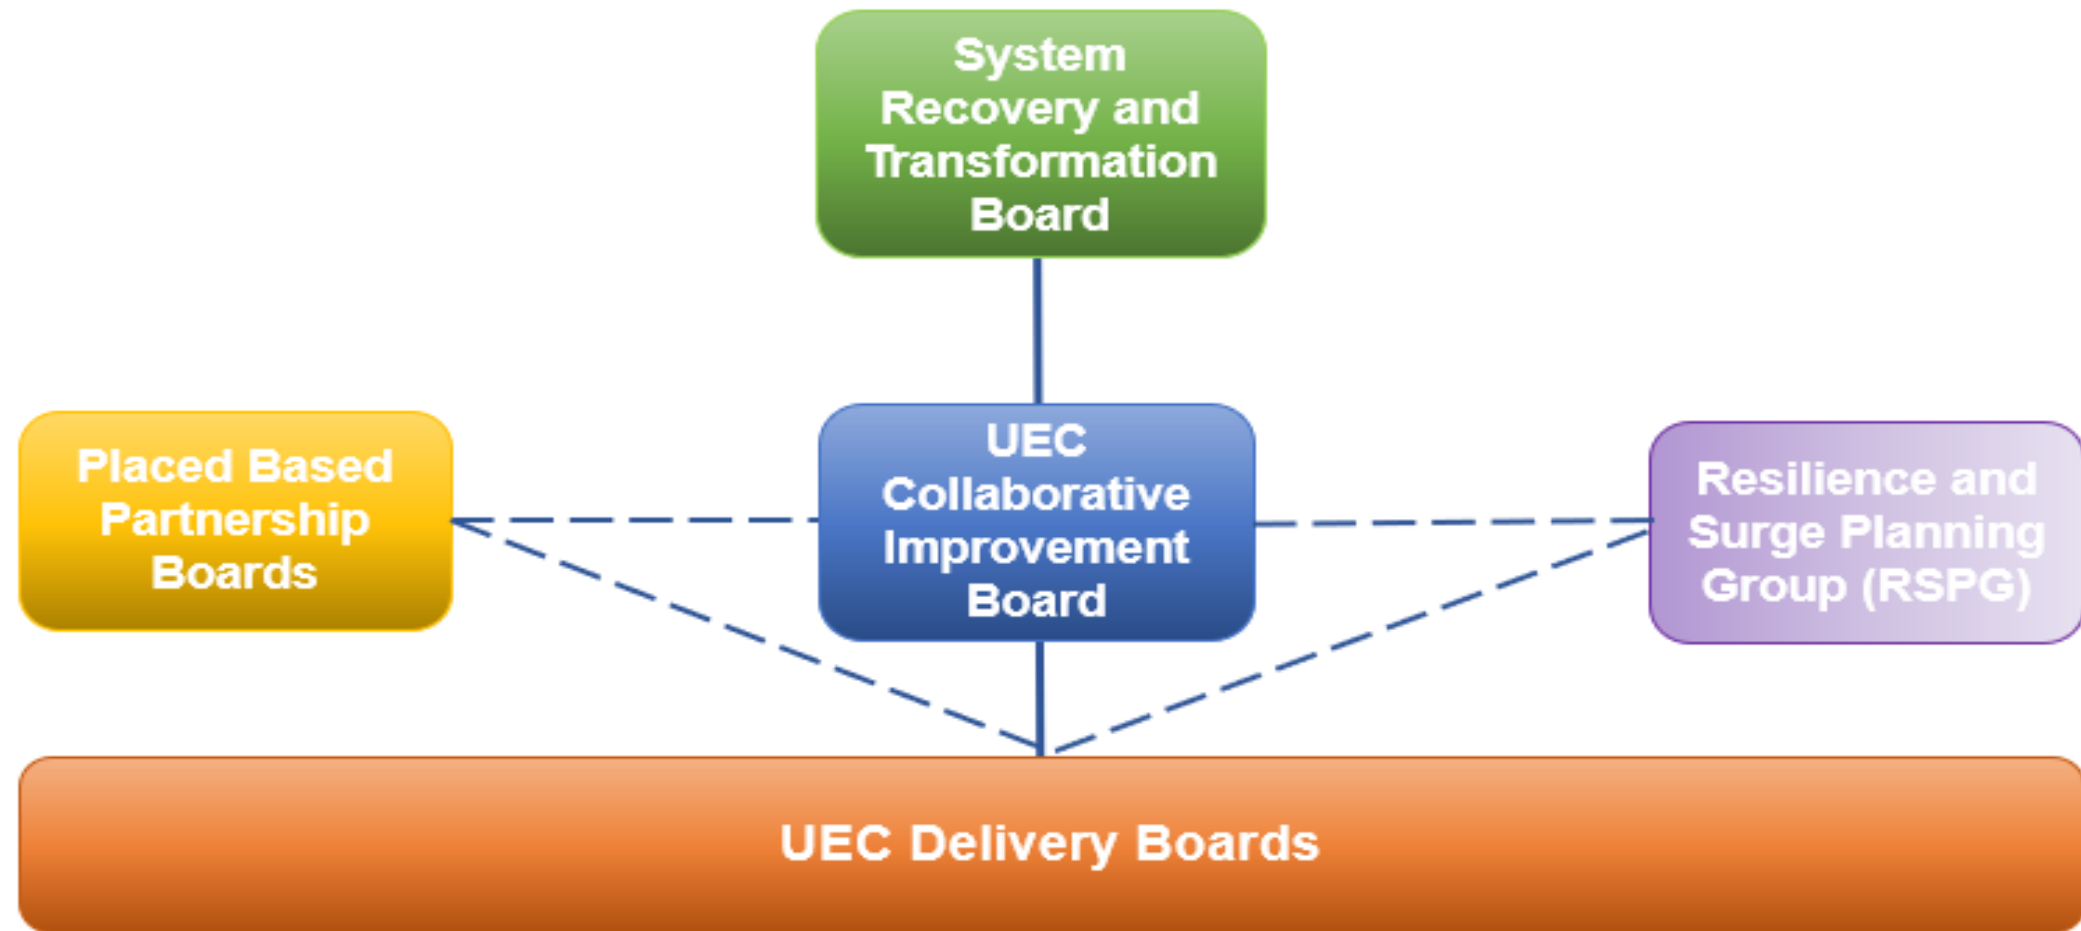 System
Recovery and
Transformation
Board
Placed Based
Partnership
Boards
UEC
Collaborative
Improvement
Board
Resilience and
Surge Planning
Group (RSPG)
UEC Delivery Boards